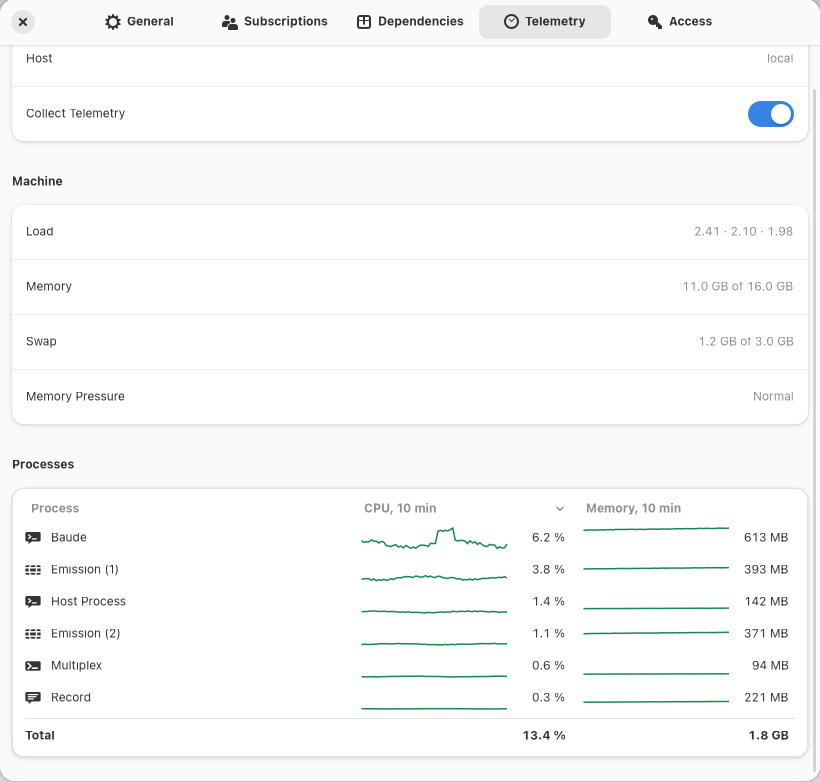 General Subscriptions Dependencies Telemetry Access
Host local
Collect Telemetry
Machine
Load 2.41 · 2.10 · 1.98
Memory 11.0 GB of 16.0 GB
Swap 1.2 GB of 3.0 GB
Memory Pressure Normal
Processes
Process CPU, 10 min Memory, 10 min
Baude 6.2 % 613 MB
Emission (1) 3.8 % 393 MB
Host Process 1.4 % 142 MB
Emission (2) 1.1 % 371 MB
Multiplex 0.6 % 94 MB
Record 0.3 % 221 MB
Total 13.4 % 1.8 GB